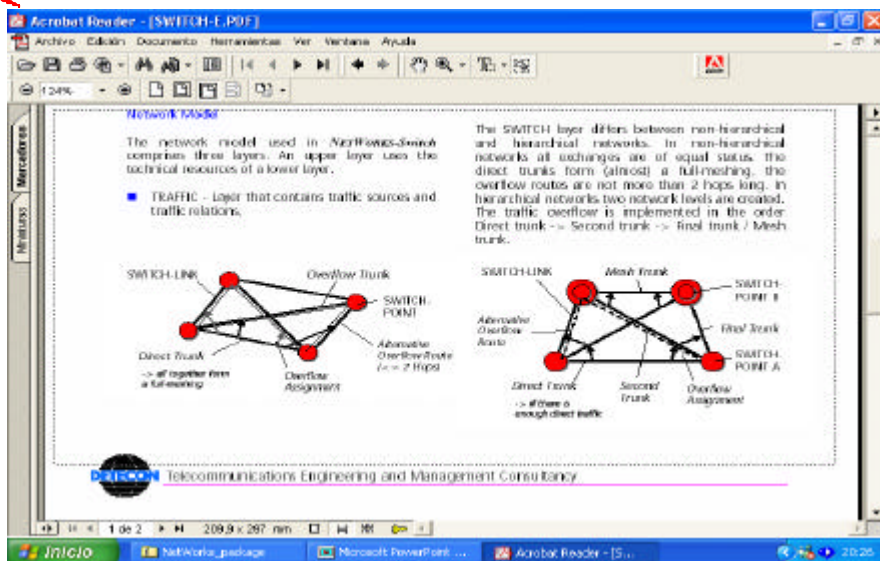 Acrobat Reader - [SWITCH-E.PDF]
Archivo Edición Documento Herramientas Ver Ventana Ayuda
124%
Marcadores
Miniaturas
Network Model
The network model used in NetWorks-Switch
comprises three layers. An upper layer uses the
technical resources of a lower layer.
TRAFFIC - Layer that contains traffic sources and
traffic relations,
The SWITCH layer differs between non-hierarchical
and hierarchical networks. In non-hierarchical
networks all exchanges are of equal status, the
direct trunks form (almost) a full-meshing, the
overflow routes are not more than 2 hops long. In
hierarchical networks two network levels are created.
The traffic overflow is implemented in the order
Direct trunk -> Second trunk -> Final trunk / Mesh
trunk.
SWITCH-LINK
Overflow Trunk
SWITCH-
POINT
Direct Trunk
-> all together form
a full-meshing
Overflow
Assignment
Alternative
Overflow Route
(<= 2 Hops)
SWITCH-LINK
Mesh Trunk
SWITCH-
POINT B
Alternative
Overflow
Route
Final Trunk
SWITCH-
POINT A
Direct Trunk
-> if there is
enough direct traffic
Second
Trunk
Overflow
Assignment
DETECON Telecommunications Engineering and Management Consultancy
1 de 2 209,9 x 297 mm
Inicio
NetWorks_package
Microsoft PowerPoint ...
Acrobat Reader - [S...
20:26